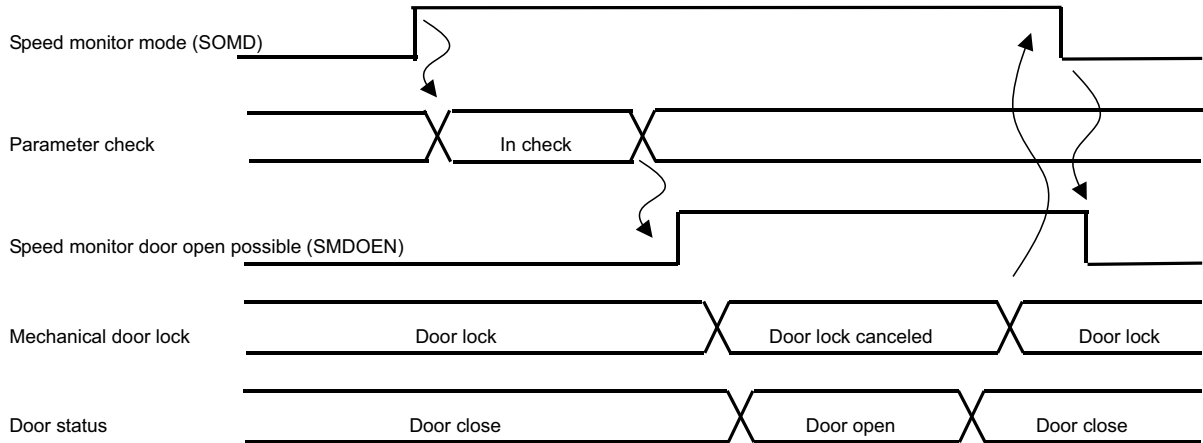 Speed monitor mode (SOMD)
Parameter check
In check
Speed monitor door open possible (SMDOEN)
Mechanical door lock
Door lock
Door lock canceled
Door lock
Door status
Door close
Door open
Door close